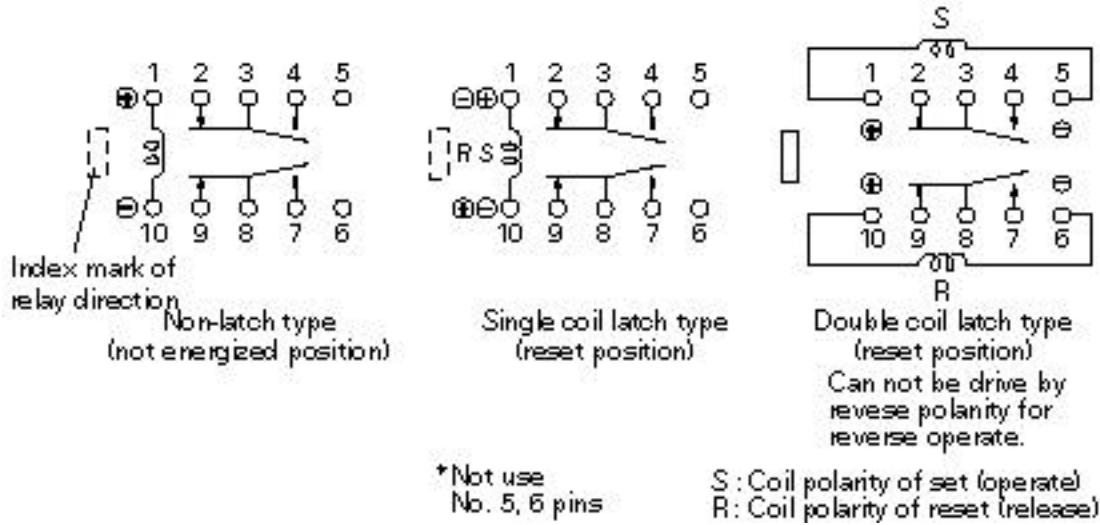 S
1 2 3 4 5
1 2 3 4 5
1 2 3 4 5
⊕
⊖⊕
⊕ ⊖
R S
⊕ ⊖
⊖
⊕⊖
10 9 8 7 6
10 9 8 7 6
10 9 8 7 6
R
Index mark of
relay direction
Non-latch type
(not energized position)
Single coil latch type
(reset position)
Double coil latch type
(reset position)
Can not be drive by
revese polanity for
reverse operate.
*Not use
No. 5, 6 pins
S : Coil polarity of set (operate)
R : Coil polarity of reset (release)